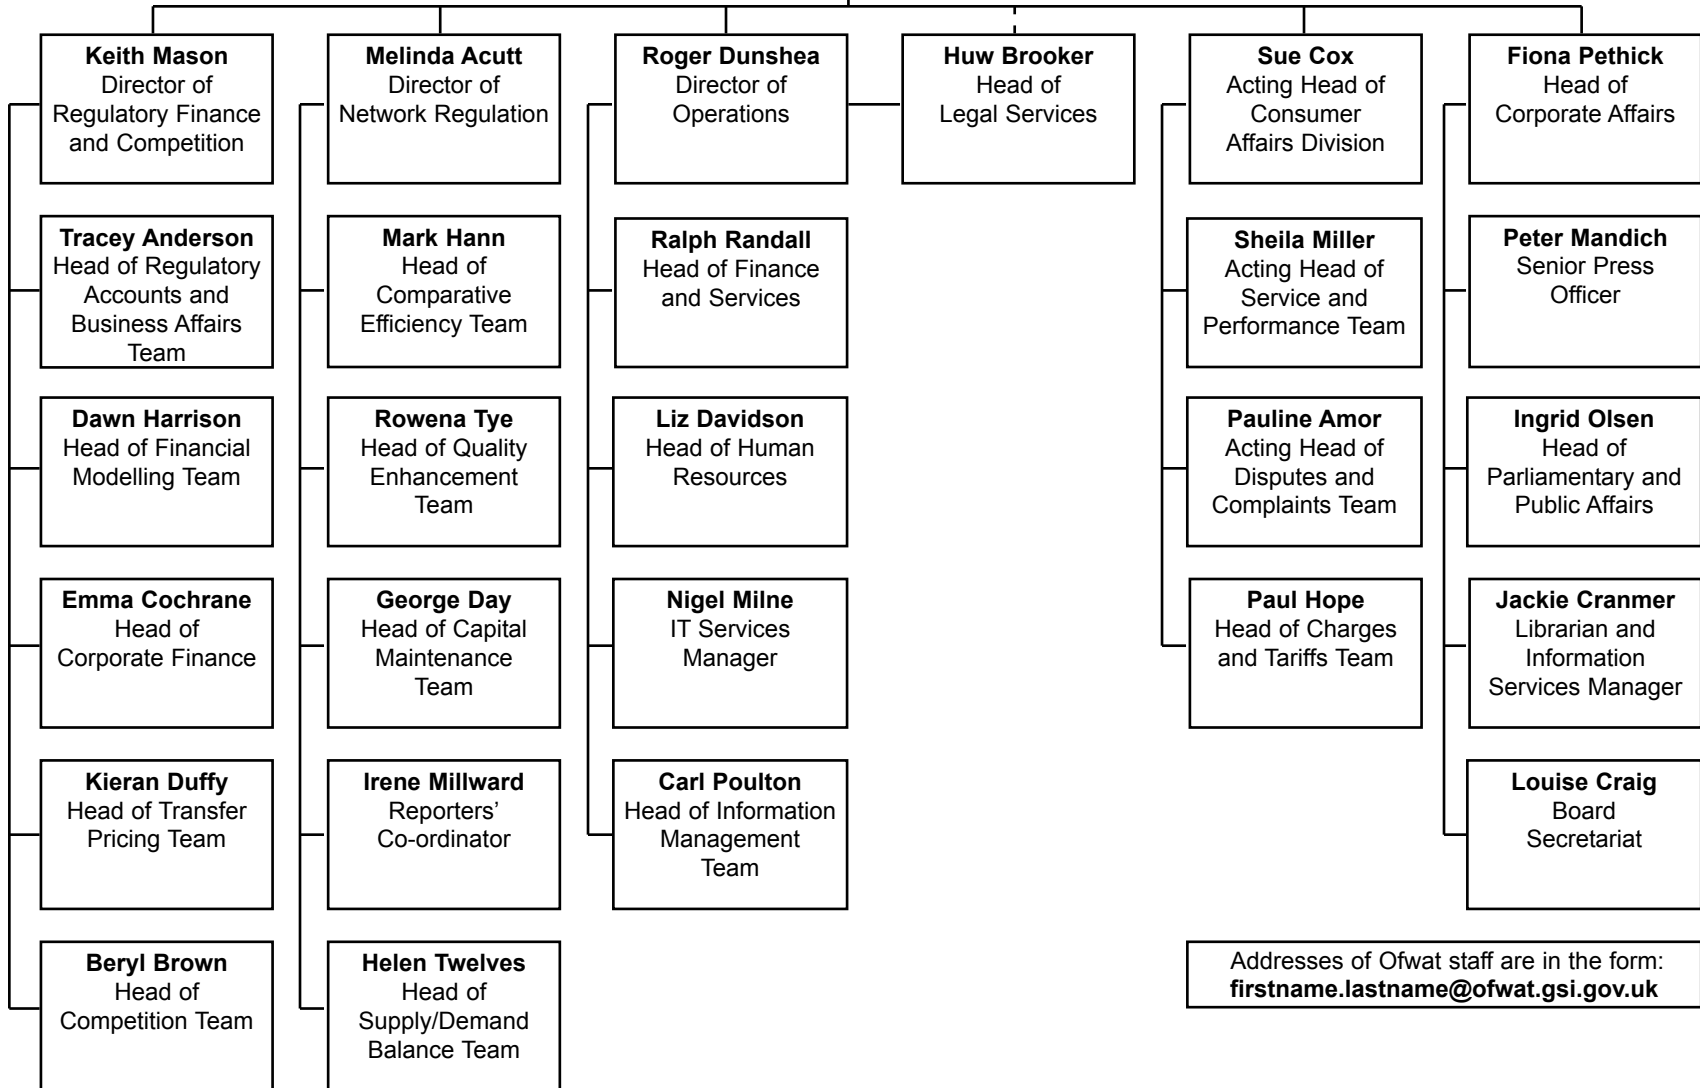 Keith Mason
Director of
Regulatory Finance
and Competition
Tracey Anderson
Head of Regulatory
Accounts and
Business Affairs
Team
Dawn Harrison
Head of Financial
Modelling Team
Emma Cochrane
Head of
Corporate Finance
Kieran Duffy
Head of Transfer
Pricing Team
Beryl Brown
Head of
Competition Team
Melinda Acutt
Director of
Network Regulation
Mark Hann
Head of
Comparative
Efficiency Team
Rowena Tye
Head of Quality
Enhancement
Team
George Day
Head of Capital
Maintenance
Team
Irene Millward
Reporters’
Co-ordinator
Helen Twelves
Head of
Supply/Demand
Balance Team
Roger Dunshea
Director of
Operations
Ralph Randall
Head of Finance
and Services
Liz Davidson
Head of Human
Resources
Nigel Milne
IT Services
Manager
Carl Poulton
Head of Information
Management
Team
Huw Brooker
Head of
Legal Services
Sue Cox
Acting Head of
Consumer
Affairs Division
Sheila Miller
Acting Head of
Service and
Performance Team
Pauline Amor
Acting Head of
Disputes and
Complaints Team
Paul Hope
Head of Charges
and Tariffs Team
Fiona Pethick
Head of
Corporate Affairs
Peter Mandich
Senior Press
Officer
Ingrid Olsen
Head of
Parliamentary and
Public Affairs
Jackie Cranmer
Librarian and
Information
Services Manager
Louise Craig
Board
Secretariat
Addresses of Ofwat staff are in the form:
firstname.lastname@ofwat.gsi.gov.uk